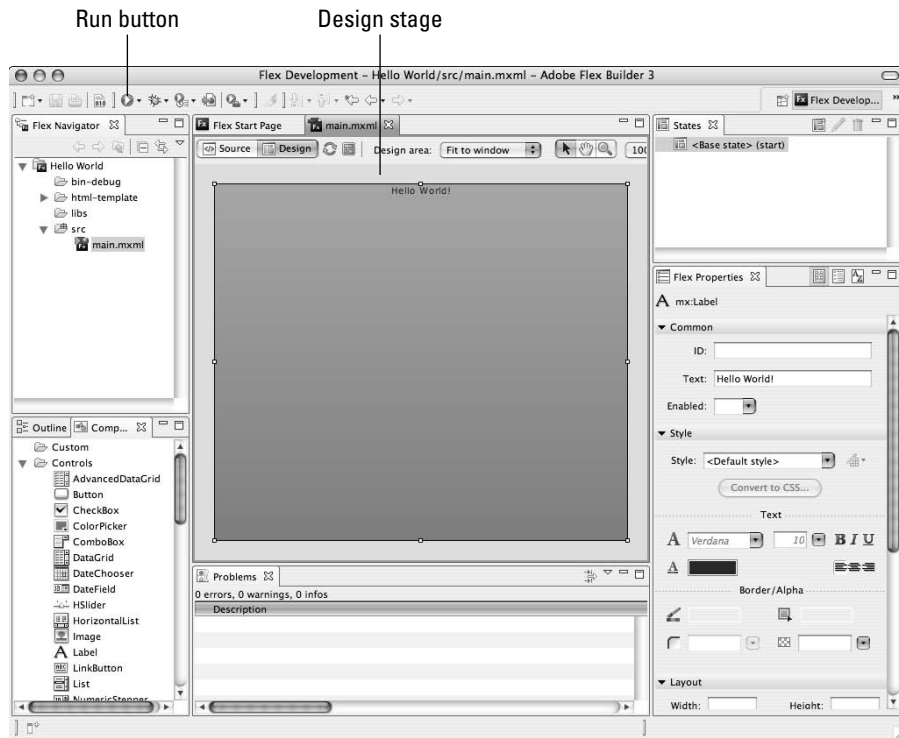 Run button
Design stage
Flex Development – Hello World/src/main.mxml – Adobe Flex Builder 3
Flex Develop...
Flex Navigator
Hello World
bin-debug
html-template
libs
src
main.mxml
Flex Start Page
main.mxml
Source
Design
Design area:
Fit to window
Hello World!
States
<Base state> (start)
Flex Properties
mx:Label
Common
ID:
Text: Hello World!
Enabled:
Style
Style: <Default style>
Convert to CSS...
Text
Verdana
10
B I U
Border/Alpha
Layout
Width:
Height:
Outline
Comp...
Custom
Controls
AdvancedDataGrid
Button
CheckBox
ColorPicker
ComboBox
DataGrid
DateChooser
DateField
HSlider
HorizontalList
Image
Label
LinkButton
List
NumericStepper
Problems
0 errors, 0 warnings, 0 infos
Description